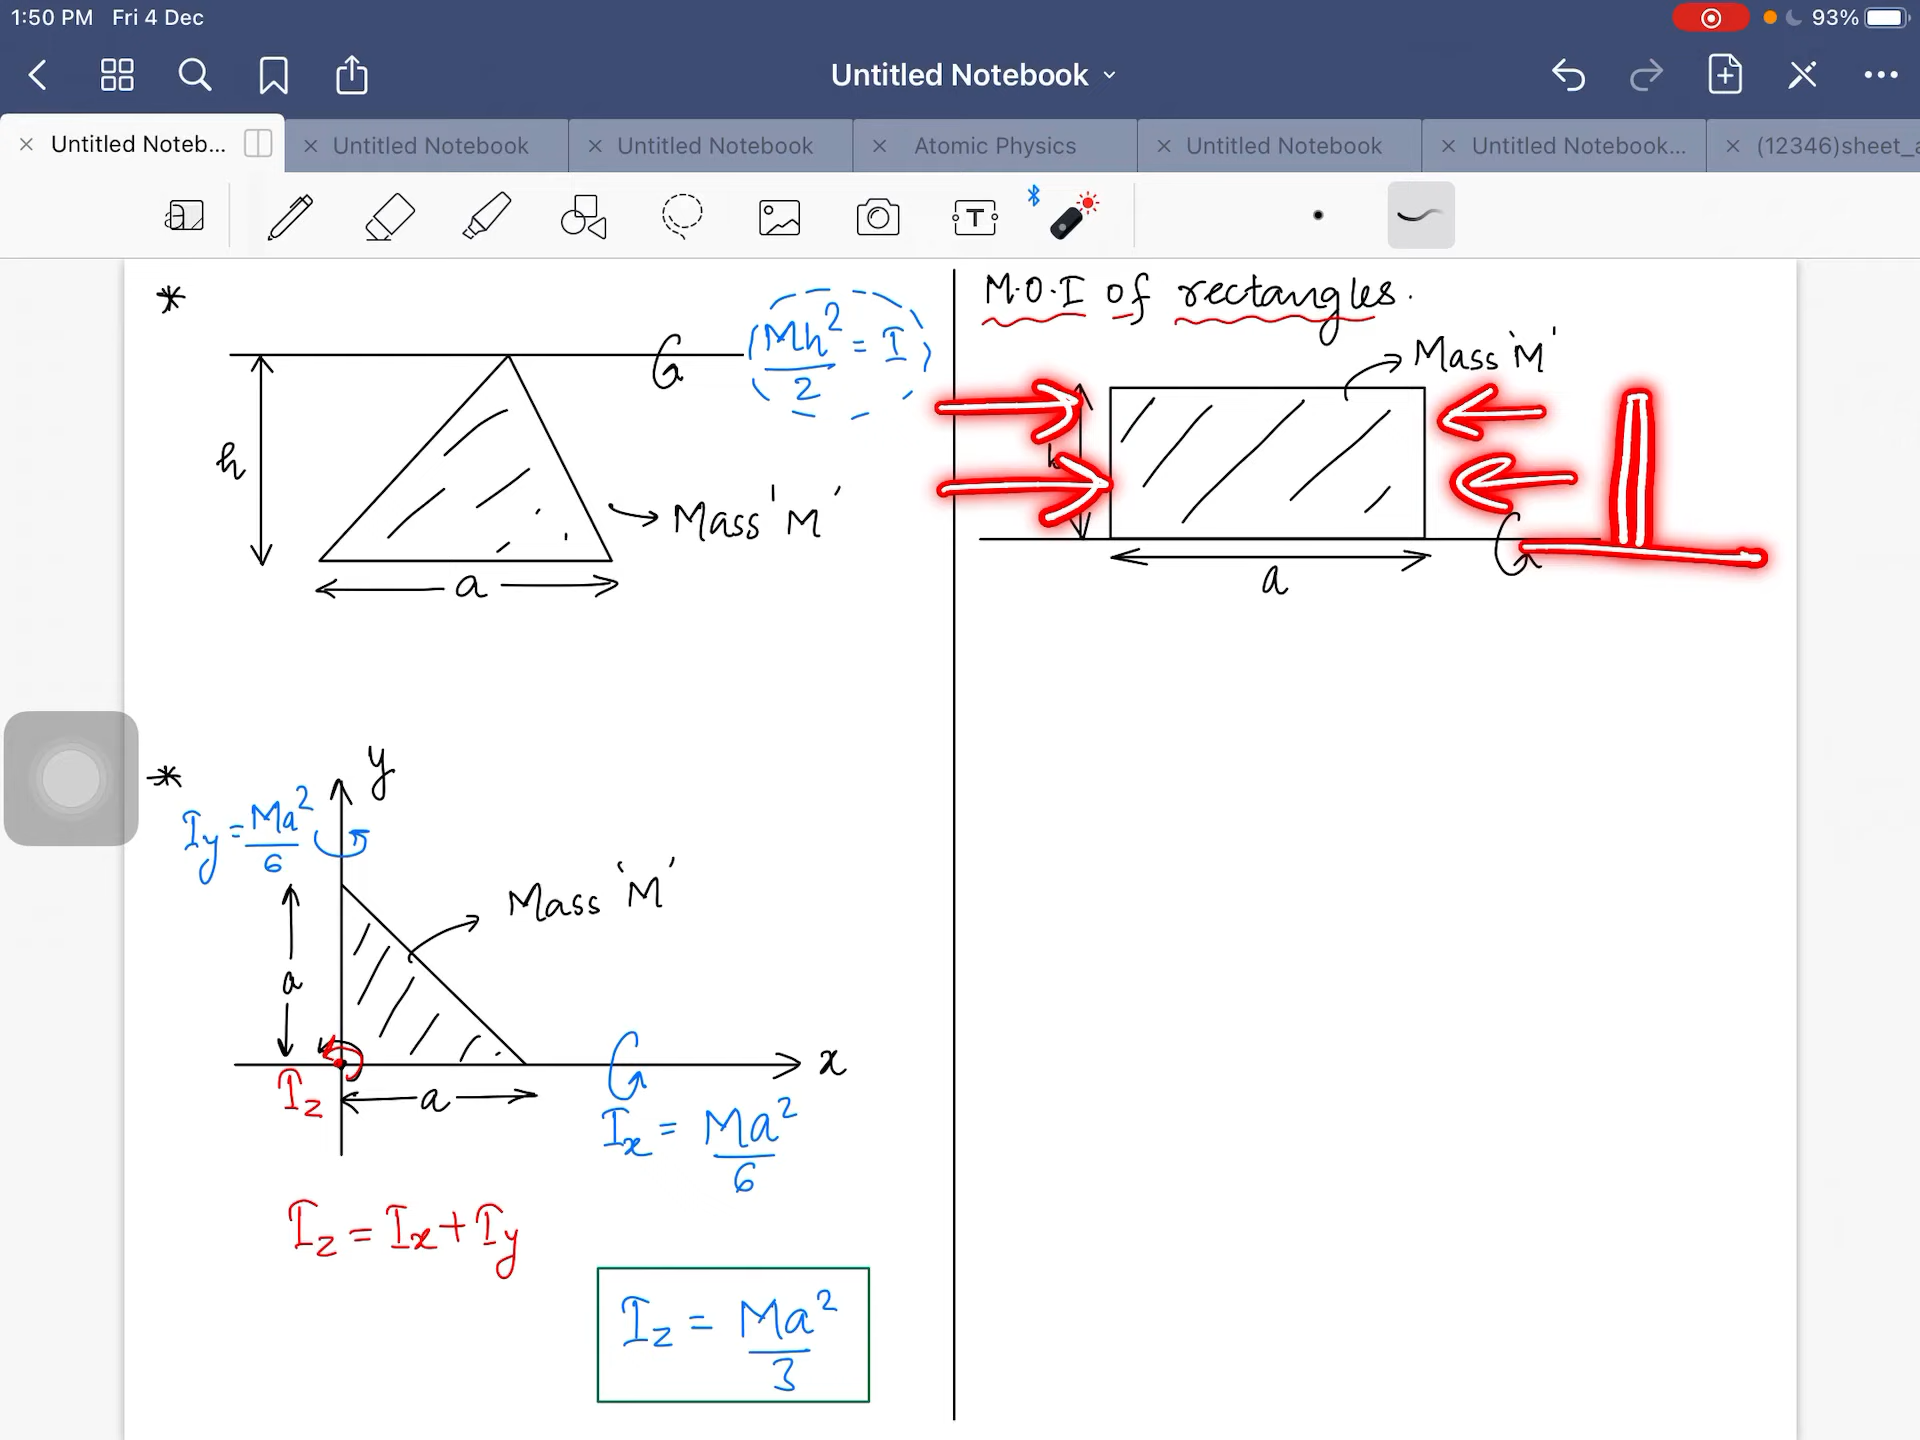 1:50 PM Fri 4 Dec
93%
Untitled Notebook
Untitled Noteb...
Untitled Notebook
Untitled Notebook
Atomic Physics
Untitled Notebook
Untitled Notebook...
(12346)sheet_a
a
T
*
Mh² / 2 = I
h
Mass 'M'
a
*
y
Iy = Ma² / 6
Mass 'M'
a
x
Iz
a
Ix = Ma² / 6
Iz = Ix + Iy
Iz = Ma² / 3
M.O.I of rectangles.
Mass 'M'
a